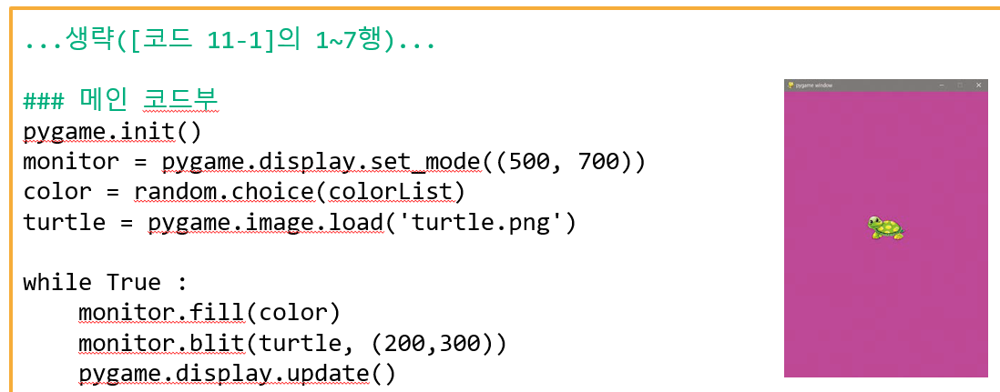 ...생략([코드 11-1]의 1~7행)...
### 메인 코드부
pygame.init()
monitor = pygame.display.set_mode((500, 700))
color = random.choice(colorList)
turtle = pygame.image.load('turtle.png')
while True :
    monitor.fill(color)
    monitor.blit(turtle, (200,300))
    pygame.display.update()
pygame window